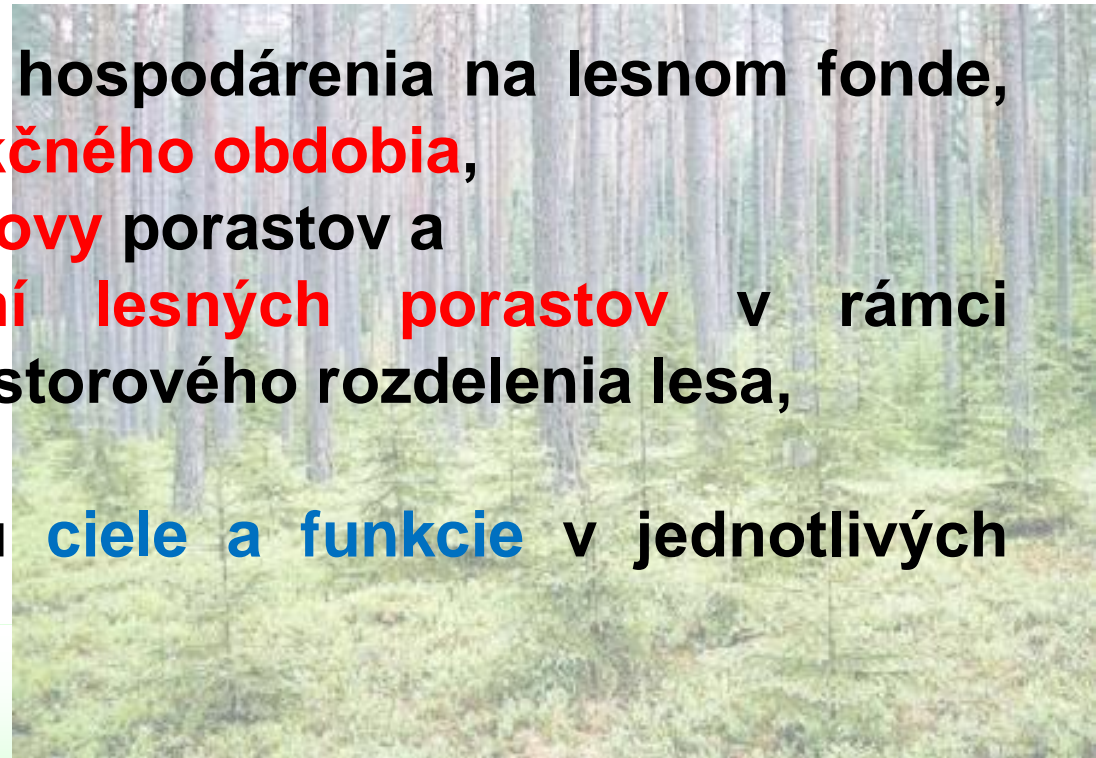 hospodárenia na lesnom fonde,
kčného obdobia,
ovy porastov a
ní lesných porastov v rámci
storového rozdelenia lesa,
ciele a funkcie v jednotlivých